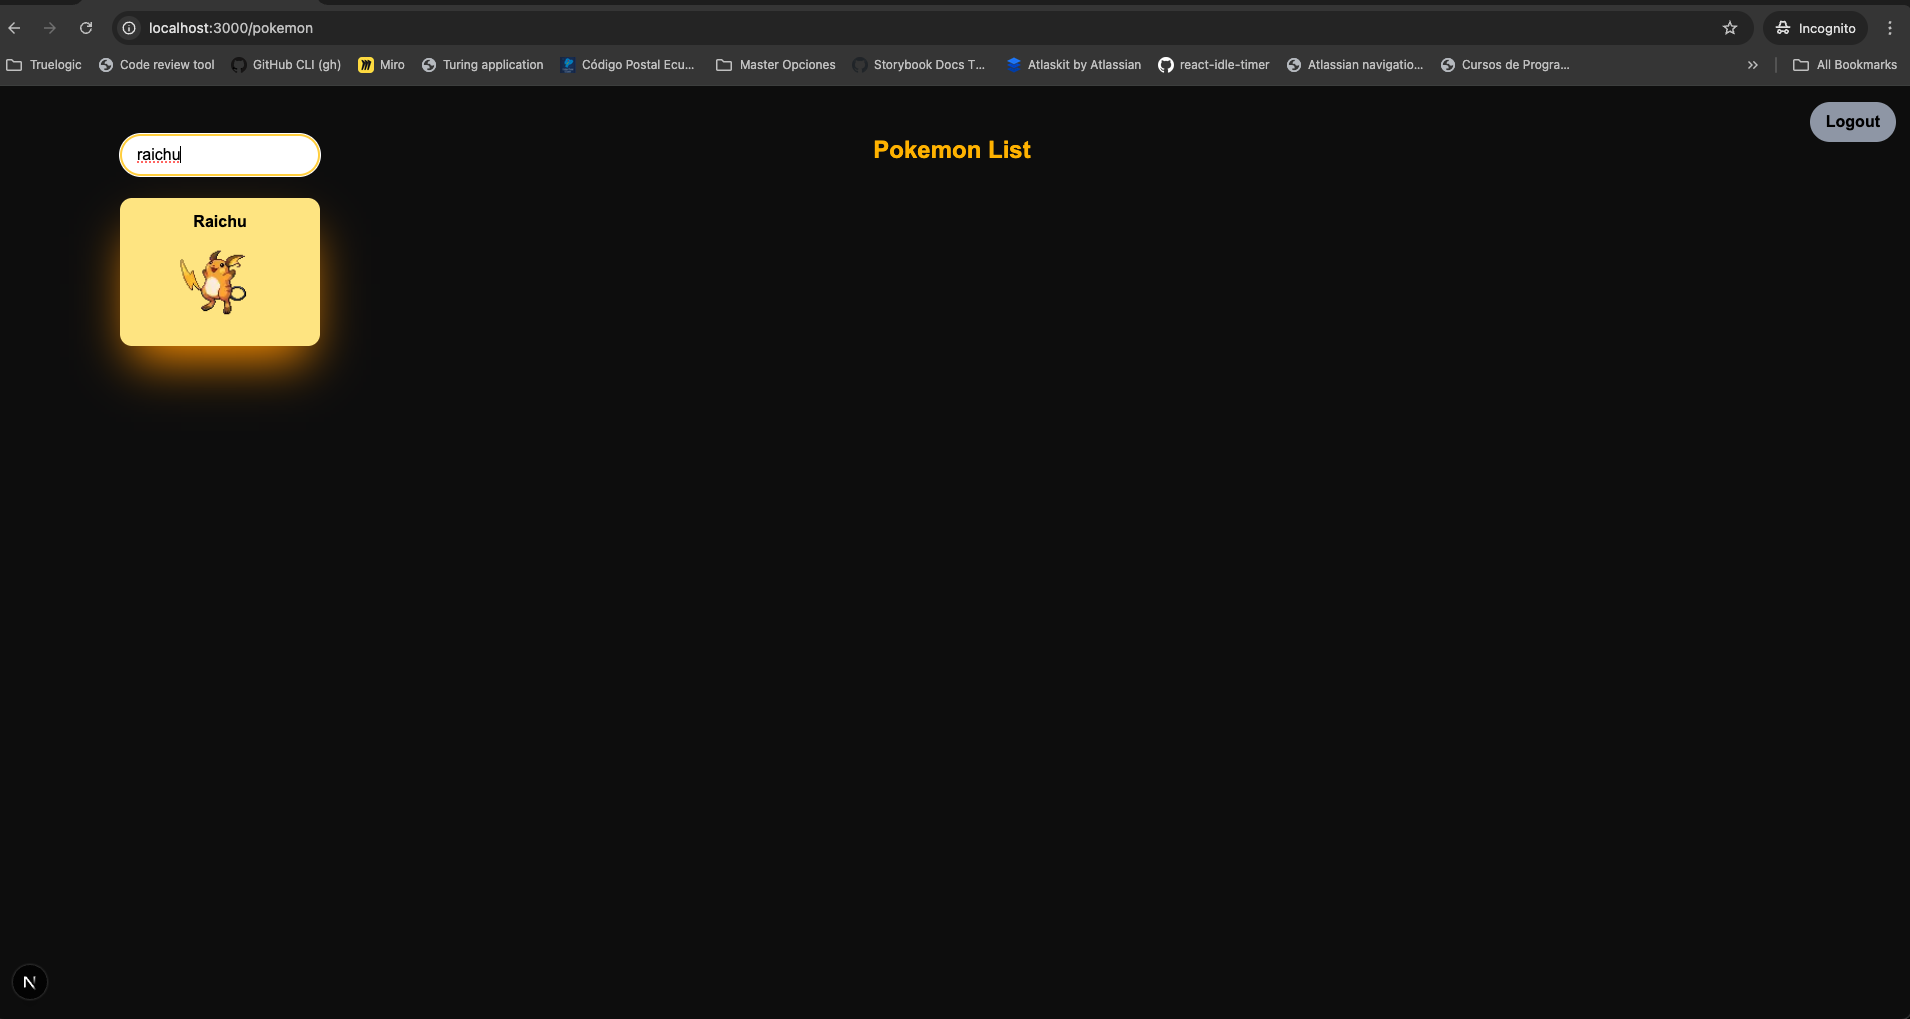 localhost:3000/pokemon
Incognito
Truelogic
Code review tool
GitHub CLI (gh)
Miro
Turing application
Código Postal Ecu...
Master Opciones
Storybook Docs T...
Atlaskit by Atlassian
react-idle-timer
Atlassian navigatio...
Cursos de Progra...
All Bookmarks
Logout
raichu
Pokemon List
Raichu
N